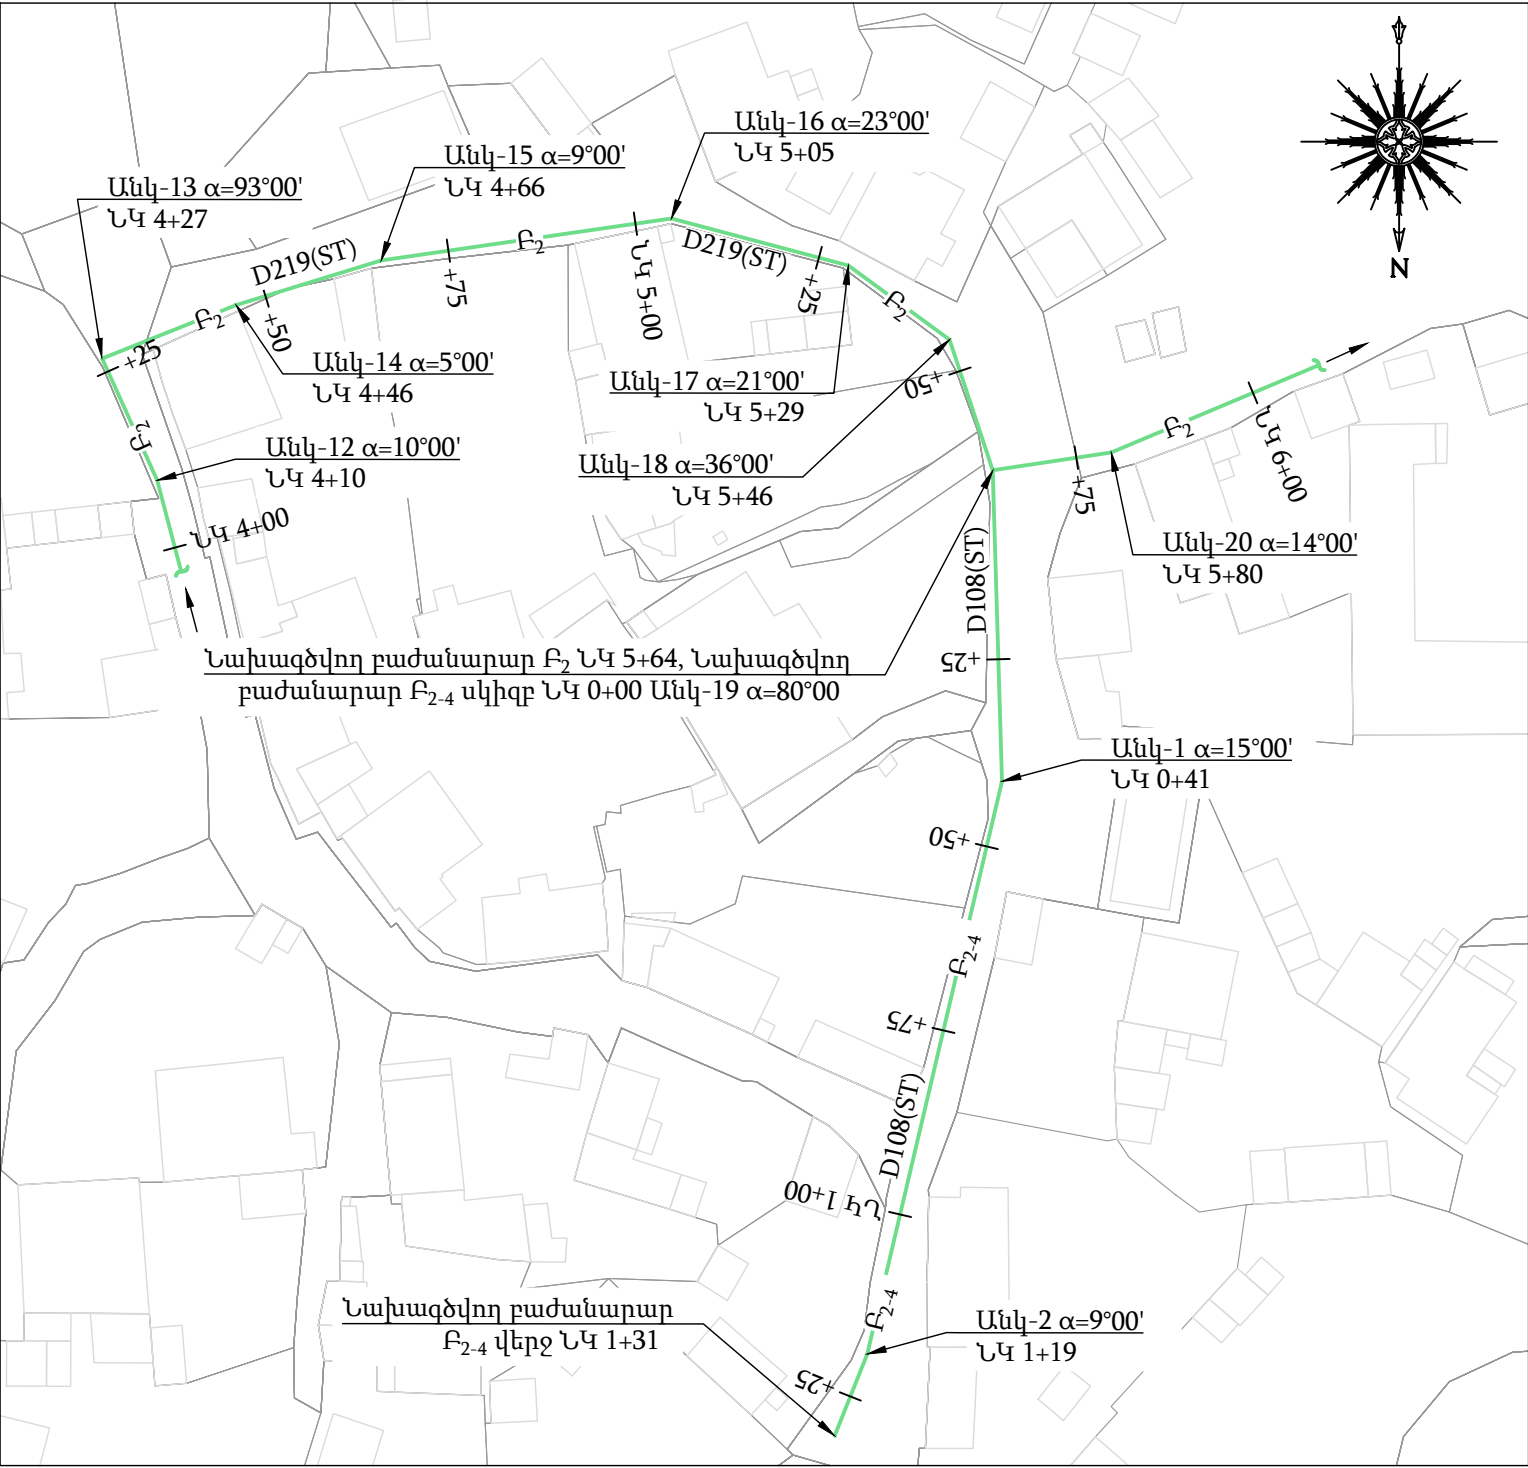 Անկ-16 α=23°00'
ՆԿ 5+05
Անկ-15 α=9°00'
ՆԿ 4+66
Անկ-13 α=93°00'
ՆԿ 4+27
N
D219(ST)
Բ2
+75
ՆԿ 5+00
D219(ST)
+25
Բ2
Բ2
+50
+25
Անկ-14 α=5°00'
ՆԿ 4+46
Անկ-17 α=21°00'
ՆԿ 5+29
+50
Բ2
Անկ-12 α=10°00'
ՆԿ 4+10
Անկ-18 α=36°00'
ՆԿ 5+46
Բ2
ՆԿ 6+00
+75
ՆԿ 4+00
Անկ-20 α=14°00'
ՆԿ 5+80
D108(ST)
Նախագծվող բաժանարար Բ2 ՆԿ 5+64, Նախագծվող
բաժանարար Բ2-4 սկիզբ ՆԿ 0+00 Անկ-19 α=80°00
+25
Անկ-1 α=15°00'
ՆԿ 0+41
+50
Բ2-4
+75
D108(ST)
ՆԿ 1+00
Նախագծվող բաժանարար
Բ2-4 վերջ ՆԿ 1+31
Բ2-4
Անկ-2 α=9°00'
ՆԿ 1+19
+25